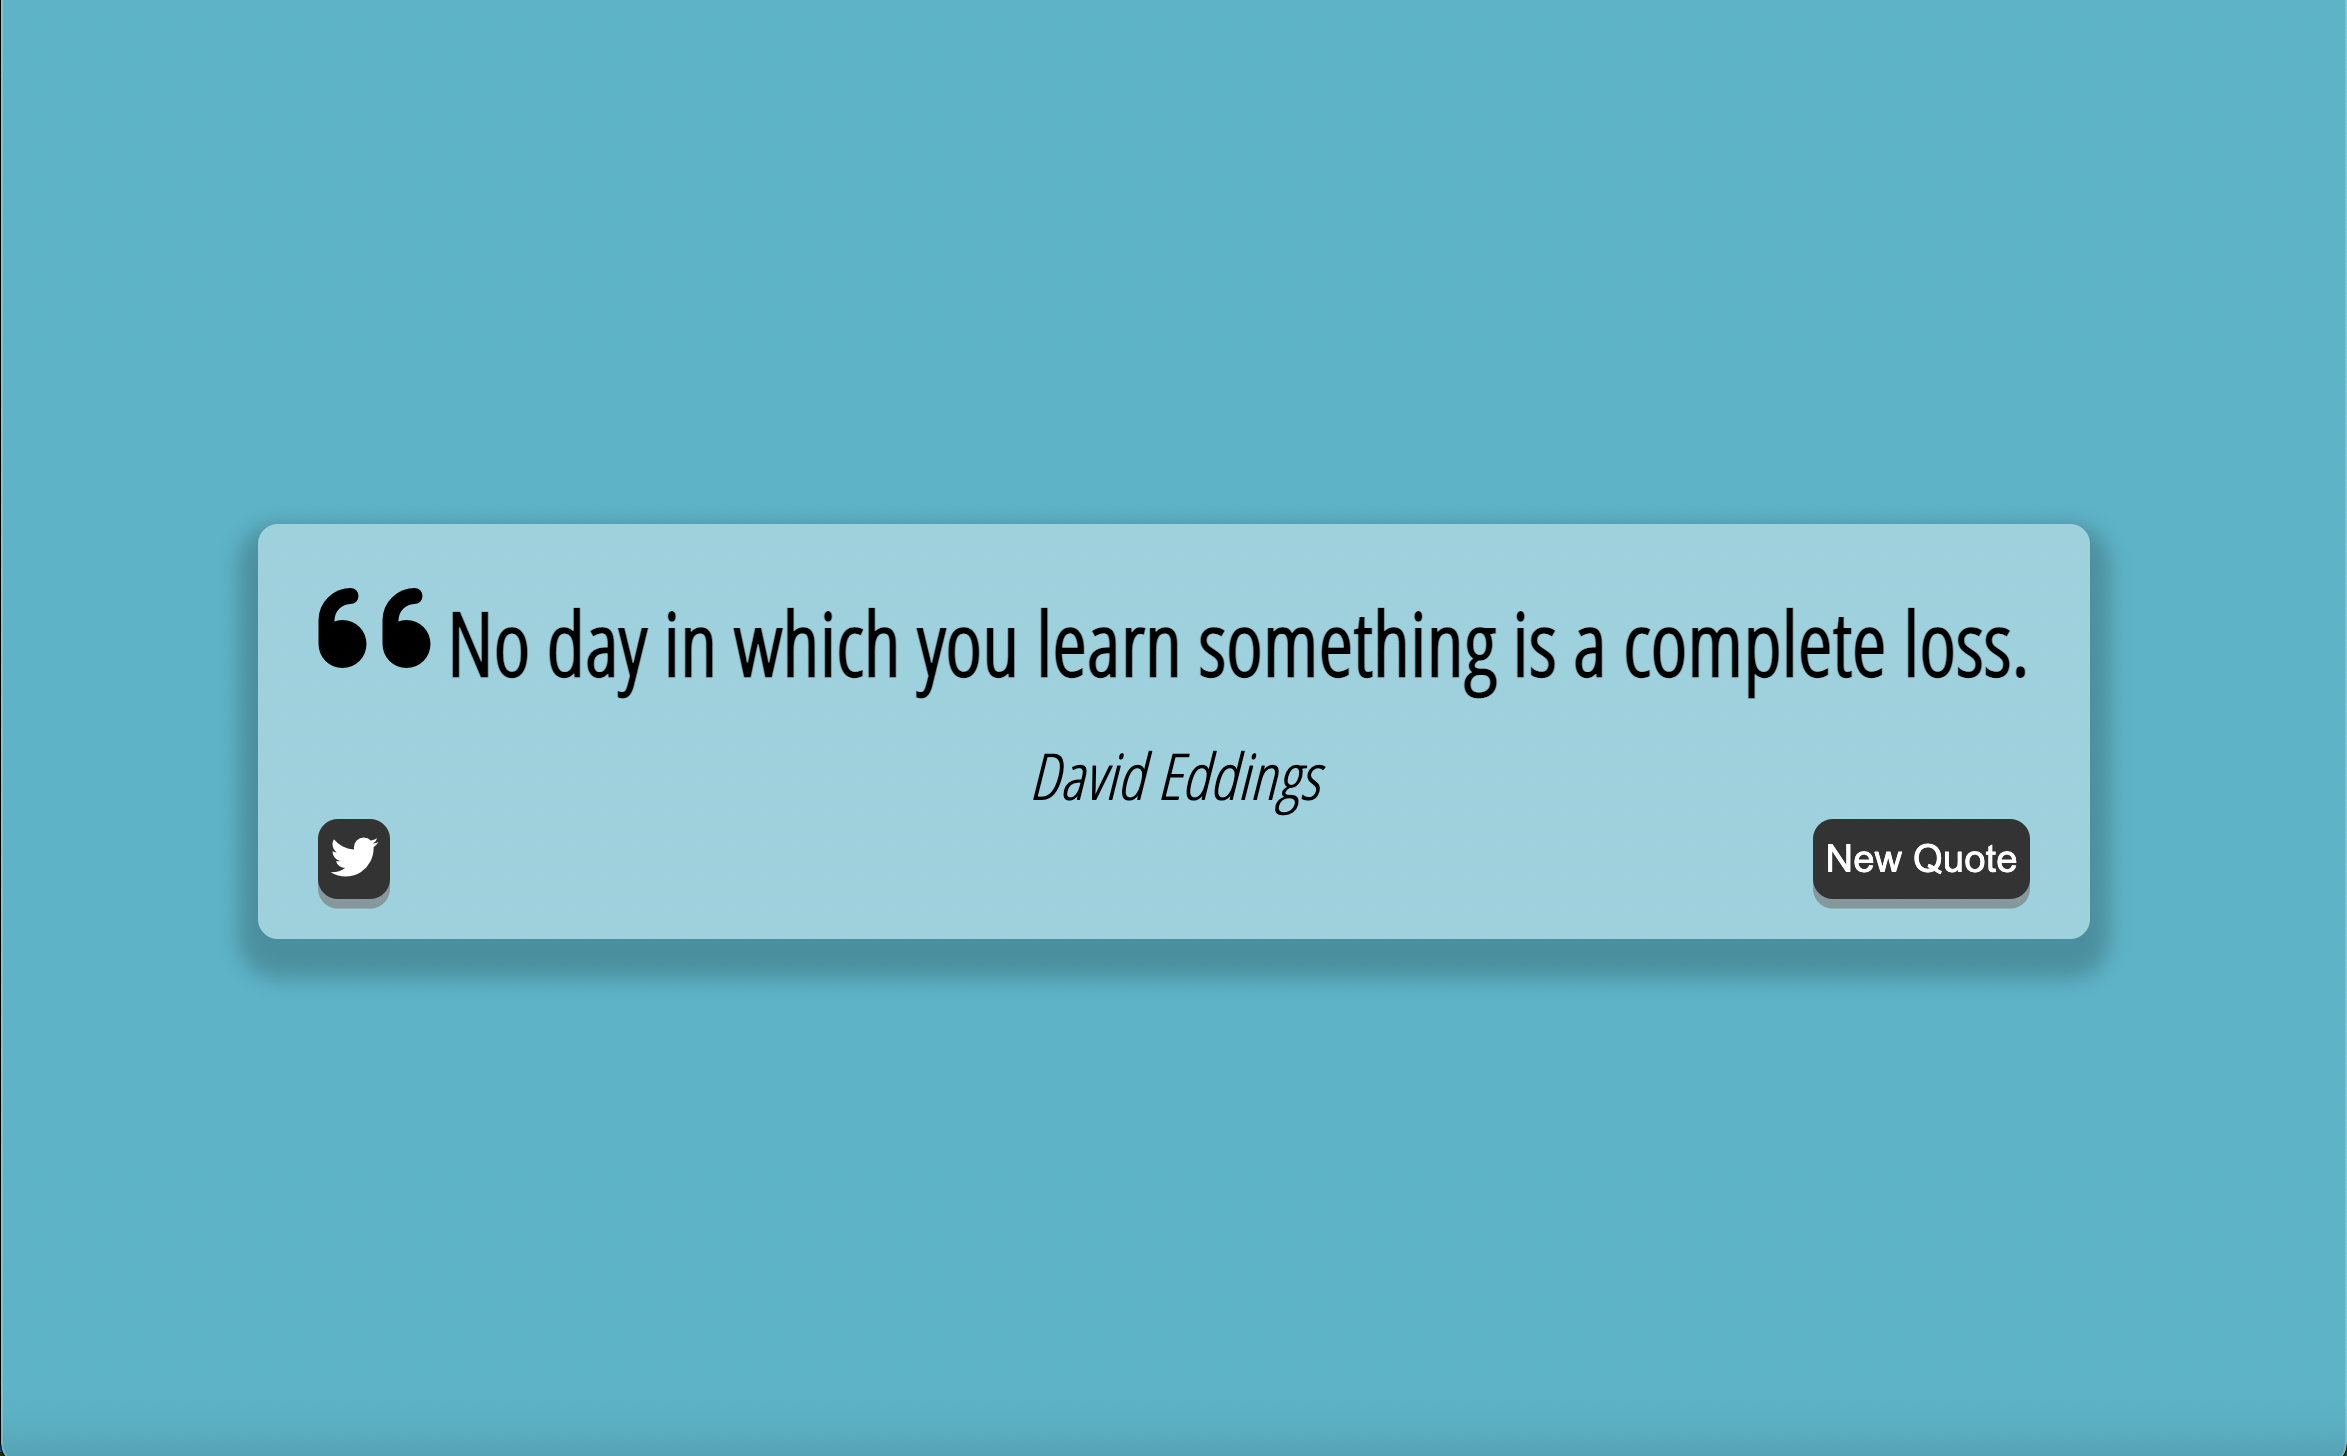 “ No day in which you learn something is a complete loss.
David Eddings
New Quote